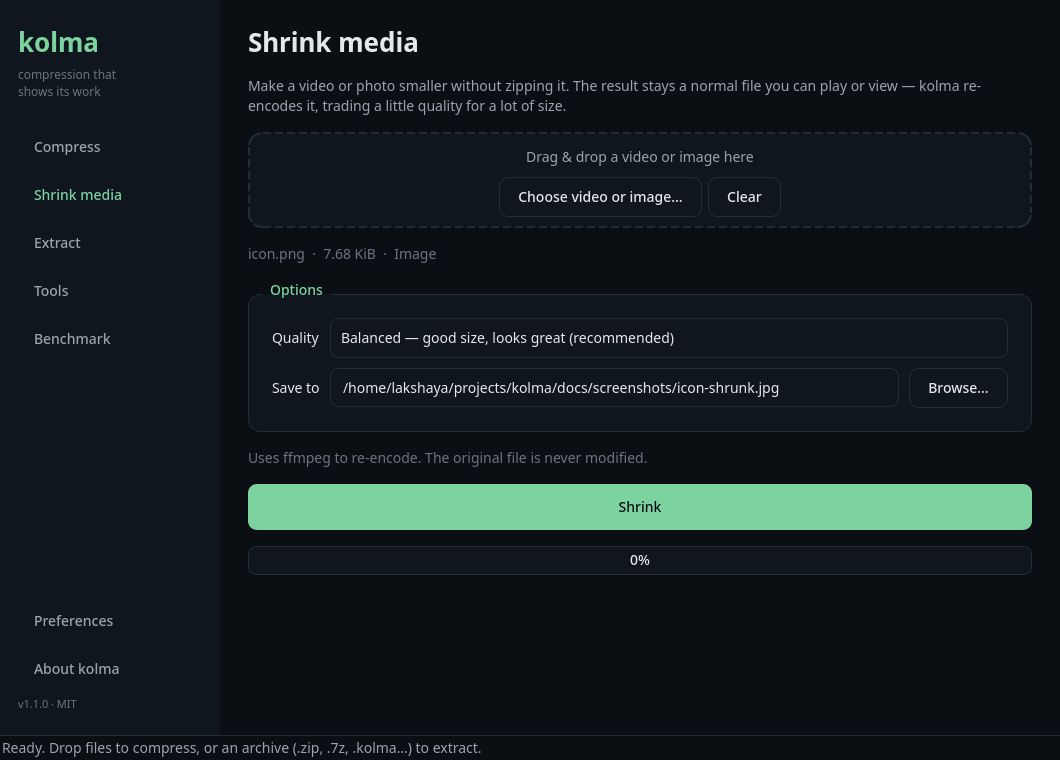 kolma
compression that
shows its work
Compress
Shrink media
Extract
Tools
Benchmark
Preferences
About kolma
v1.1.0 · MIT
Shrink media
Make a video or photo smaller without zipping it. The result stays a normal file you can play or view — kolma re-
encodes it, trading a little quality for a lot of size.
Drag & drop a video or image here
Choose video or image... Clear
icon.png · 7.68 KiB · Image
Options
Quality Balanced — good size, looks great (recommended)
Save to /home/lakshaya/projects/kolma/docs/screenshots/icon-shrunk.jpg Browse...
Uses ffmpeg to re-encode. The original file is never modified.
Shrink
0%
Ready. Drop files to compress, or an archive (.zip, .7z, .kolma...) to extract.